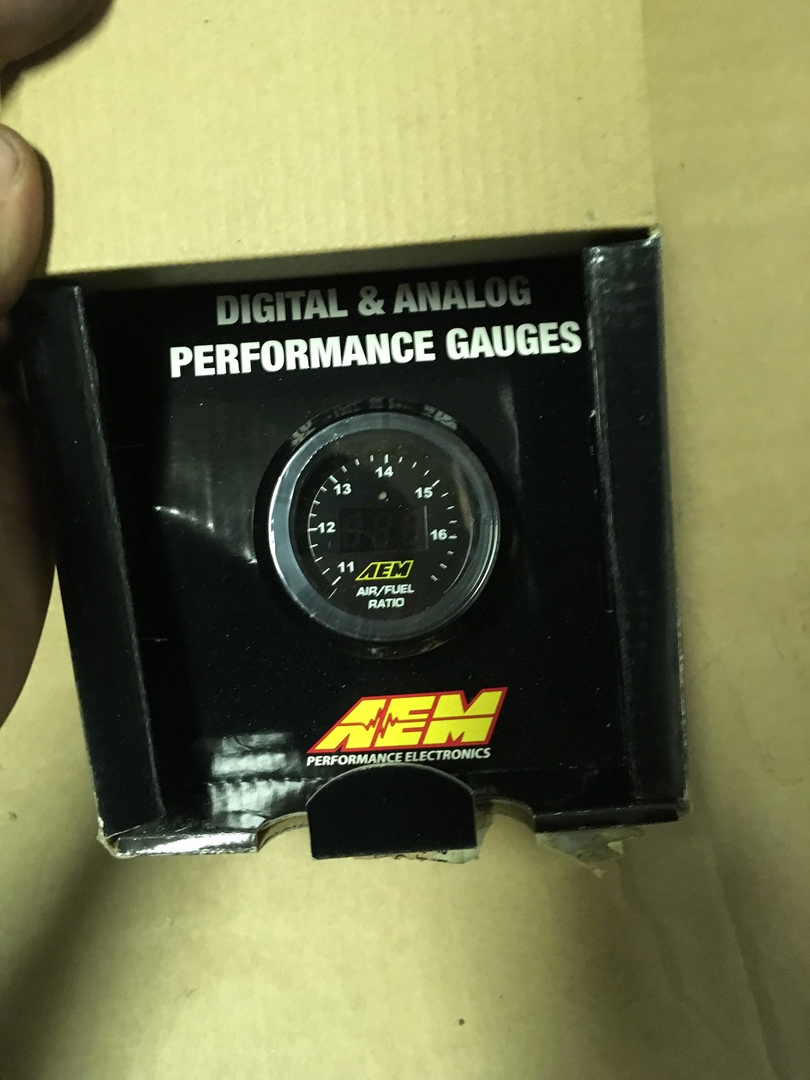 DIGITAL & ANALOG
PERFORMANCE GAUGES
14
13
15
12
16
11
AEM
AIR/FUEL
RATIO
AEM
PERFORMANCE ELECTRONICS